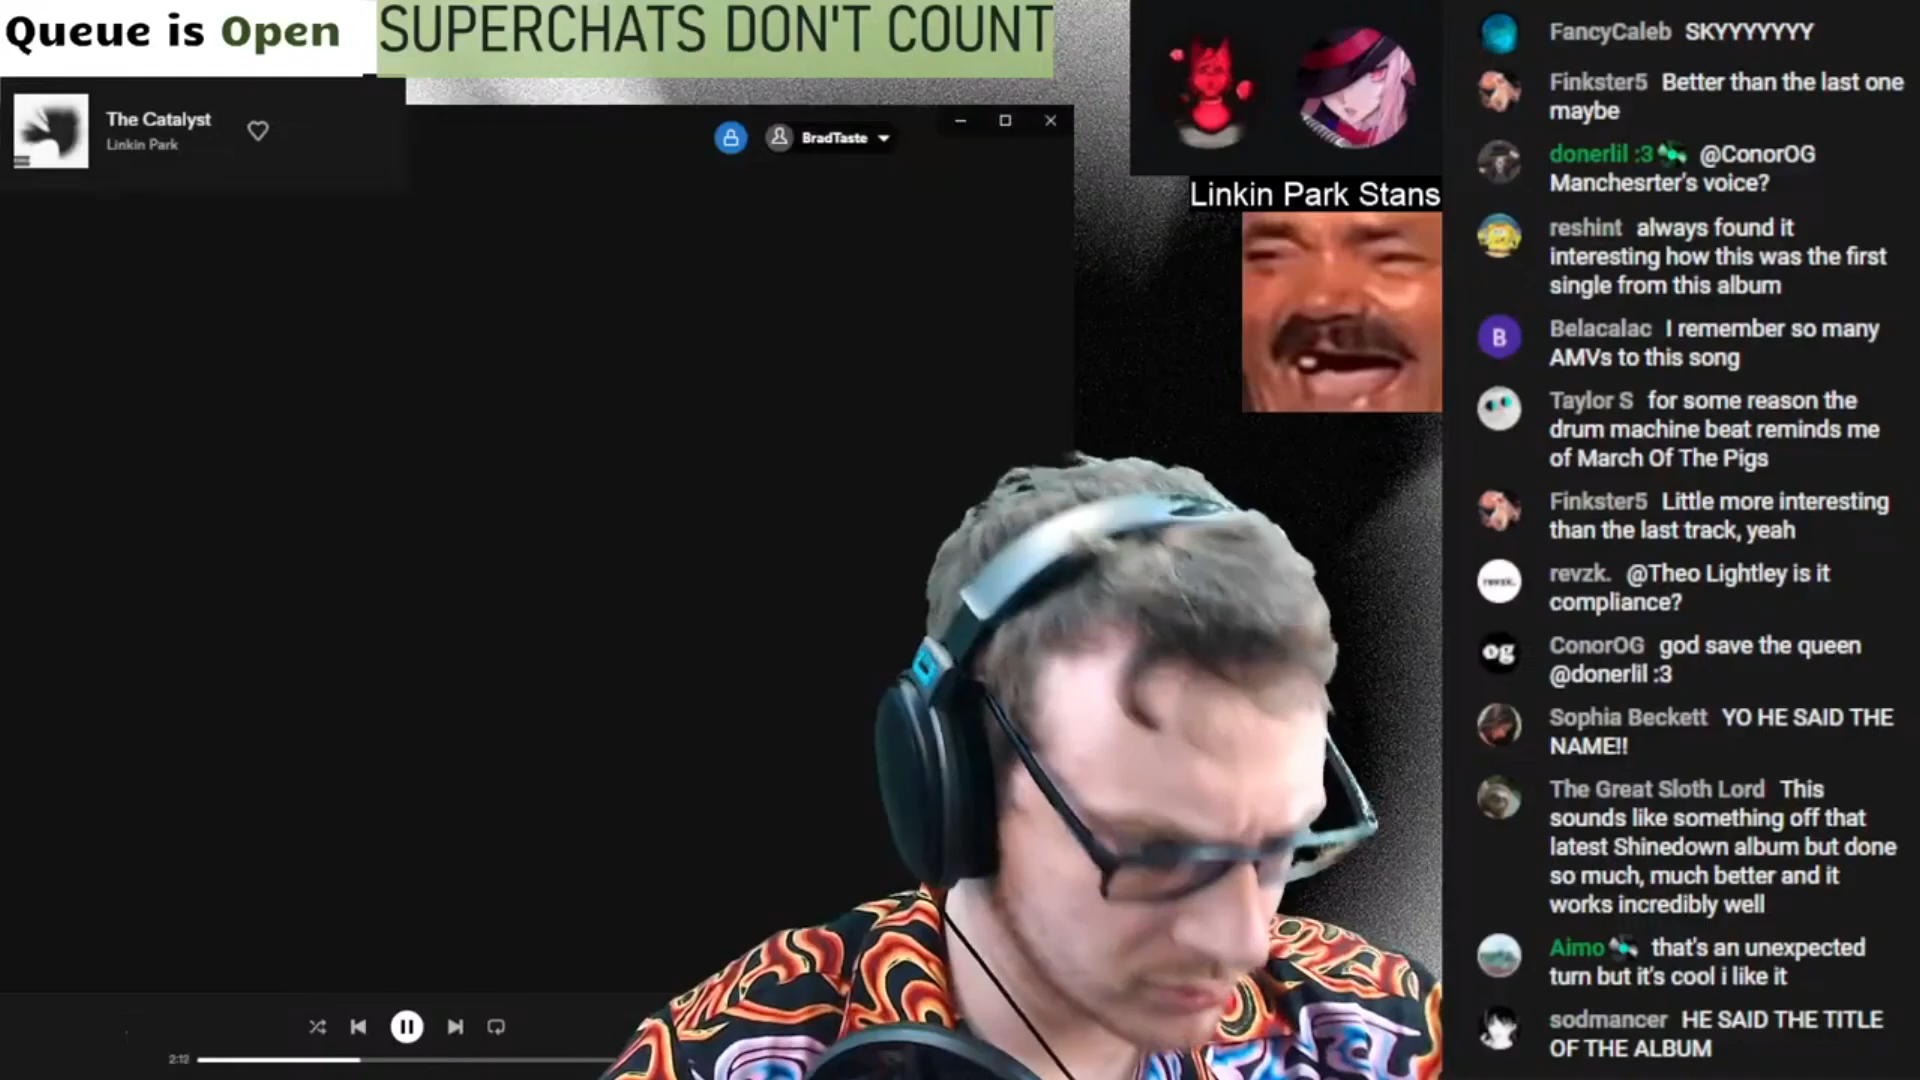 Queue is Open
SUPERCHATS DON'T COUNT
The Catalyst
Linkin Park
BradTaste
2:12
Linkin Park Stans
FancyCaleb SKYYYYYYY
Finkster5 Better than the last one
maybe
donerlil :3 @ConorOG
Manchesrter's voice?
reshint always found it
interesting how this was the first
single from this album
B
Belacalac I remember so many
AMVs to this song
Taylor S for some reason the
drum machine beat reminds me
of March Of The Pigs
Finkster5 Little more interesting
than the last track, yeah
revzk.
revzk. @Theo Lightley is it
compliance?
og
ConorOG god save the queen
@donerlil :3
Sophia Beckett YO HE SAID THE
NAME!!
The Great Sloth Lord This
sounds like something off that
latest Shinedown album but done
so much, much better and it
works incredibly well
Aimo that's an unexpected
turn but it's cool i like it
sodmancer HE SAID THE TITLE
OF THE ALBUM